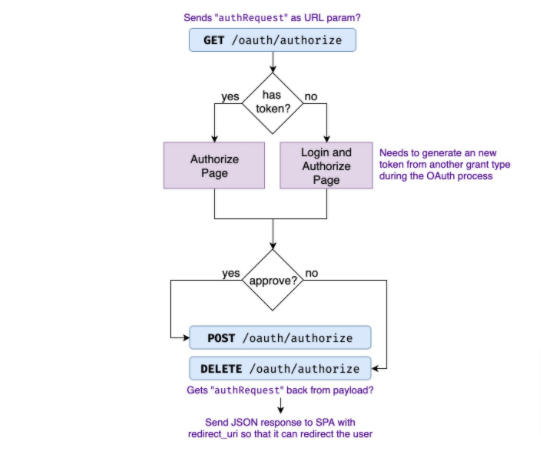 Sends "authRequest" as URL param?
GET /oauth/authorize
yes
has
token?
no
Authorize
Page
Login and
Authorize
Page
Needs to generate an new
token from another grant type
during the OAuth process
yes
approve?
no
POST /oauth/authorize
DELETE /oauth/authorize
Gets "authRequest" back from payload?
Send JSON response to SPA with
redirect_uri so that it can redirect the user